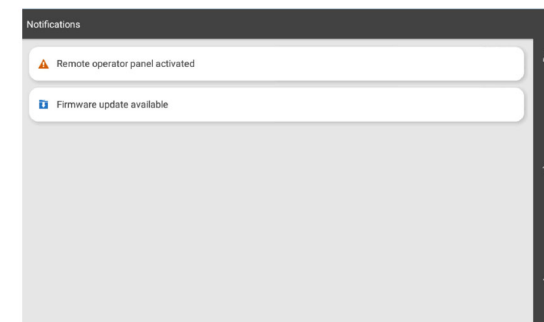 Notifications
Remote operator panel activated
Firmware update available